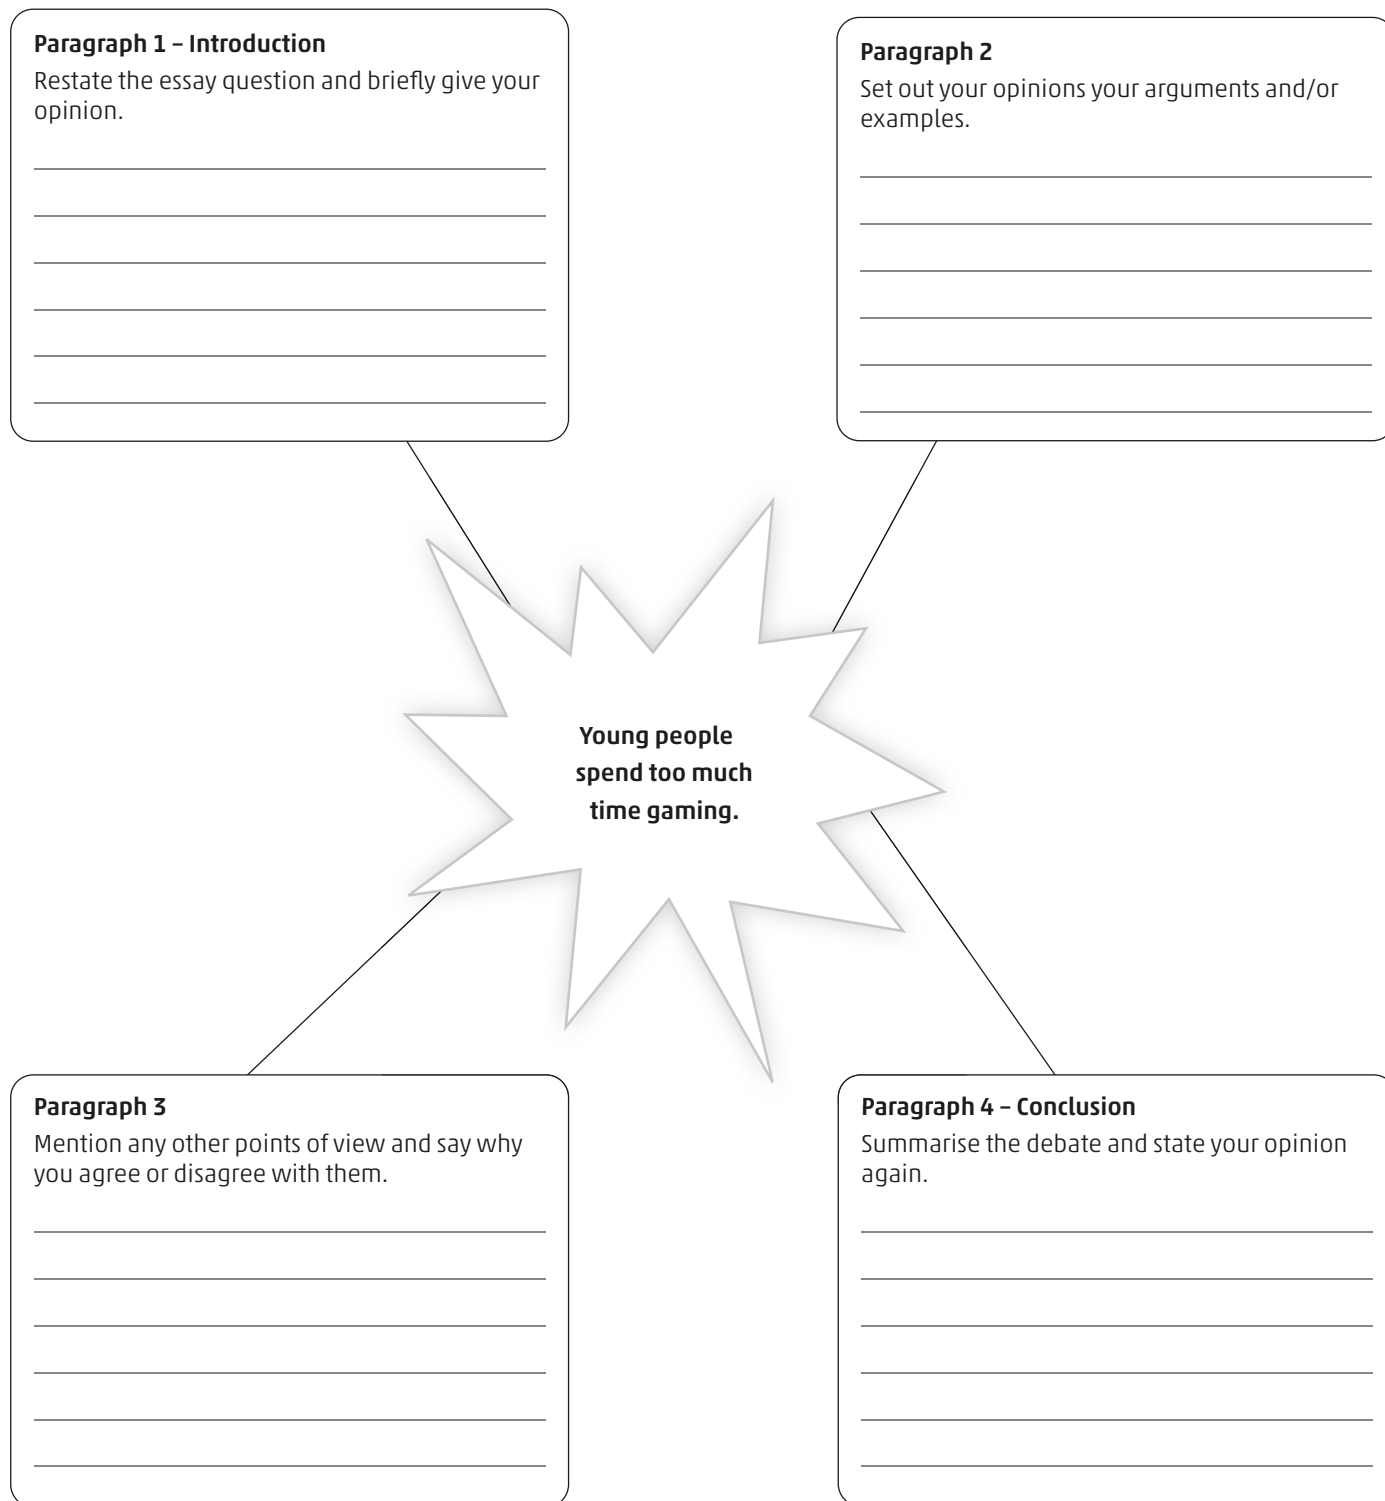 Paragraph 1 – Introduction
Restate the essay question and briefly give your
opinion.
Paragraph 2
Set out your opinions your arguments and/or
examples.
Young people
spend too much
time gaming.
Paragraph 3
Mention any other points of view and say why
you agree or disagree with them.
Paragraph 4 – Conclusion
Summarise the debate and state your opinion
again.